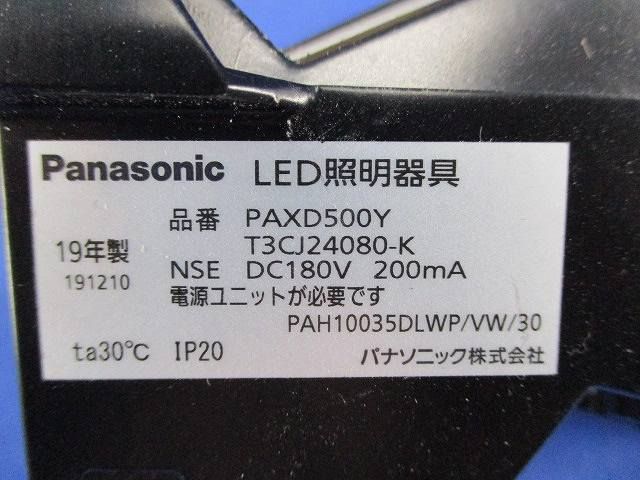 Panasonic LED照明器具
品番 PAXD500Y
19年製 T3CJ24080-K
191210 NSE DC180V 200mA
電源ユニットが必要です
PAH10035DLWP/VW/30
ta30℃ IP20 パナソニック株式会社